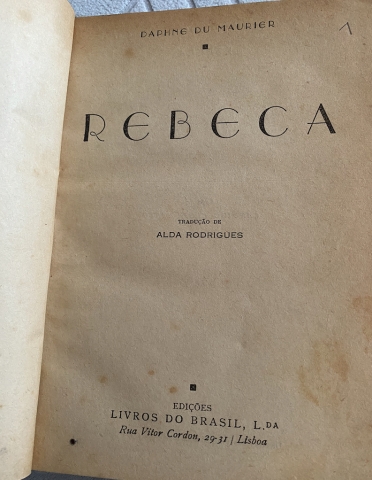 DAPHNE DU MAURIER
REBECA
TRADUÇÃO DE
ALDA RODRIGUES
EDIÇÕES
LIVROS DO BRASIL, L.DA
Rua Vitor Cordon, 29-31 | Lisboa